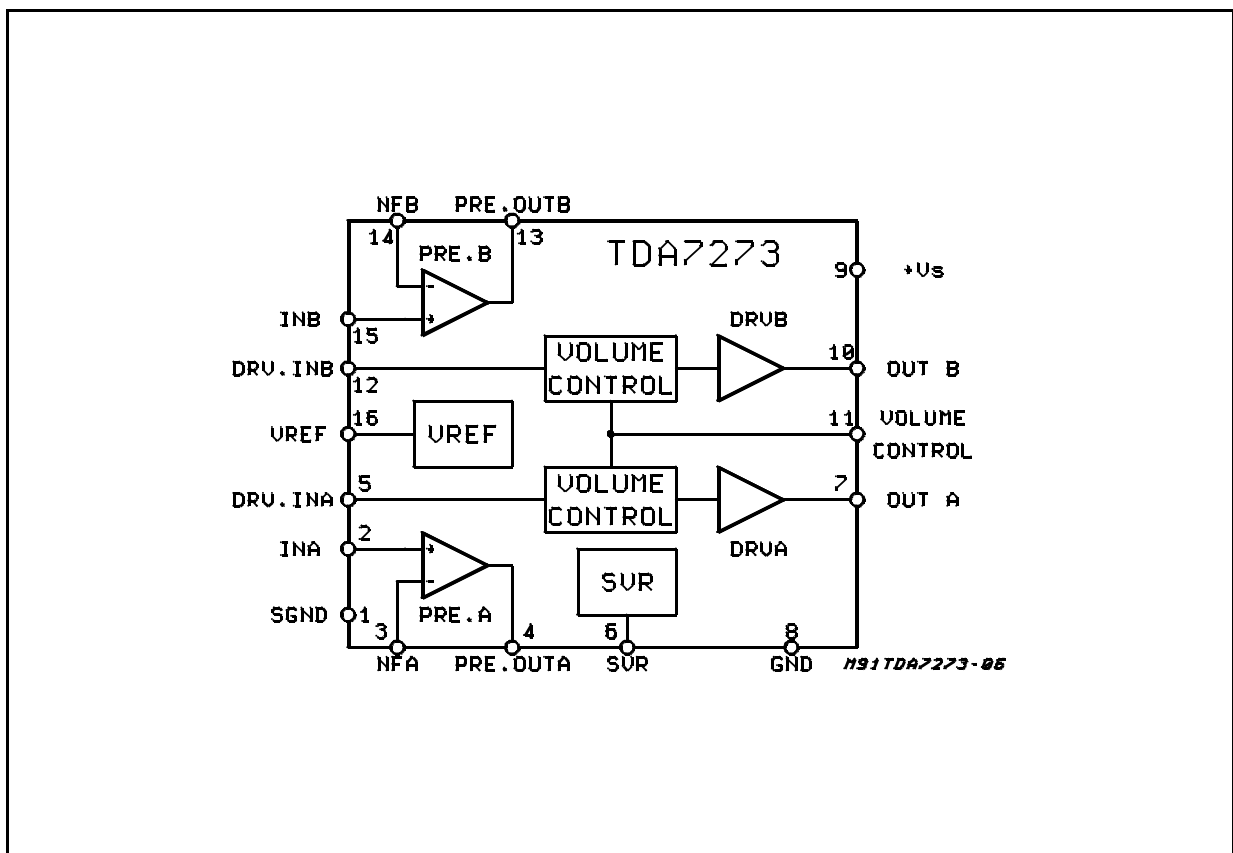 NFB PRE.OUTB
14 13
PRE.B TDA7273
9 +Vs
INB
15 DRVB
DRV.INB VOLUME CONTROL 10 OUT B
12
16 11 VOLUME
VREF VREF CONTROL
5 VOLUME CONTROL 7
DRV.INA OUT A
2
INA DRVA
SVR
SGND 1 PRE.A
3 4 6 8
NFA PRE.OUTA SVR GND M91TDA7273-06